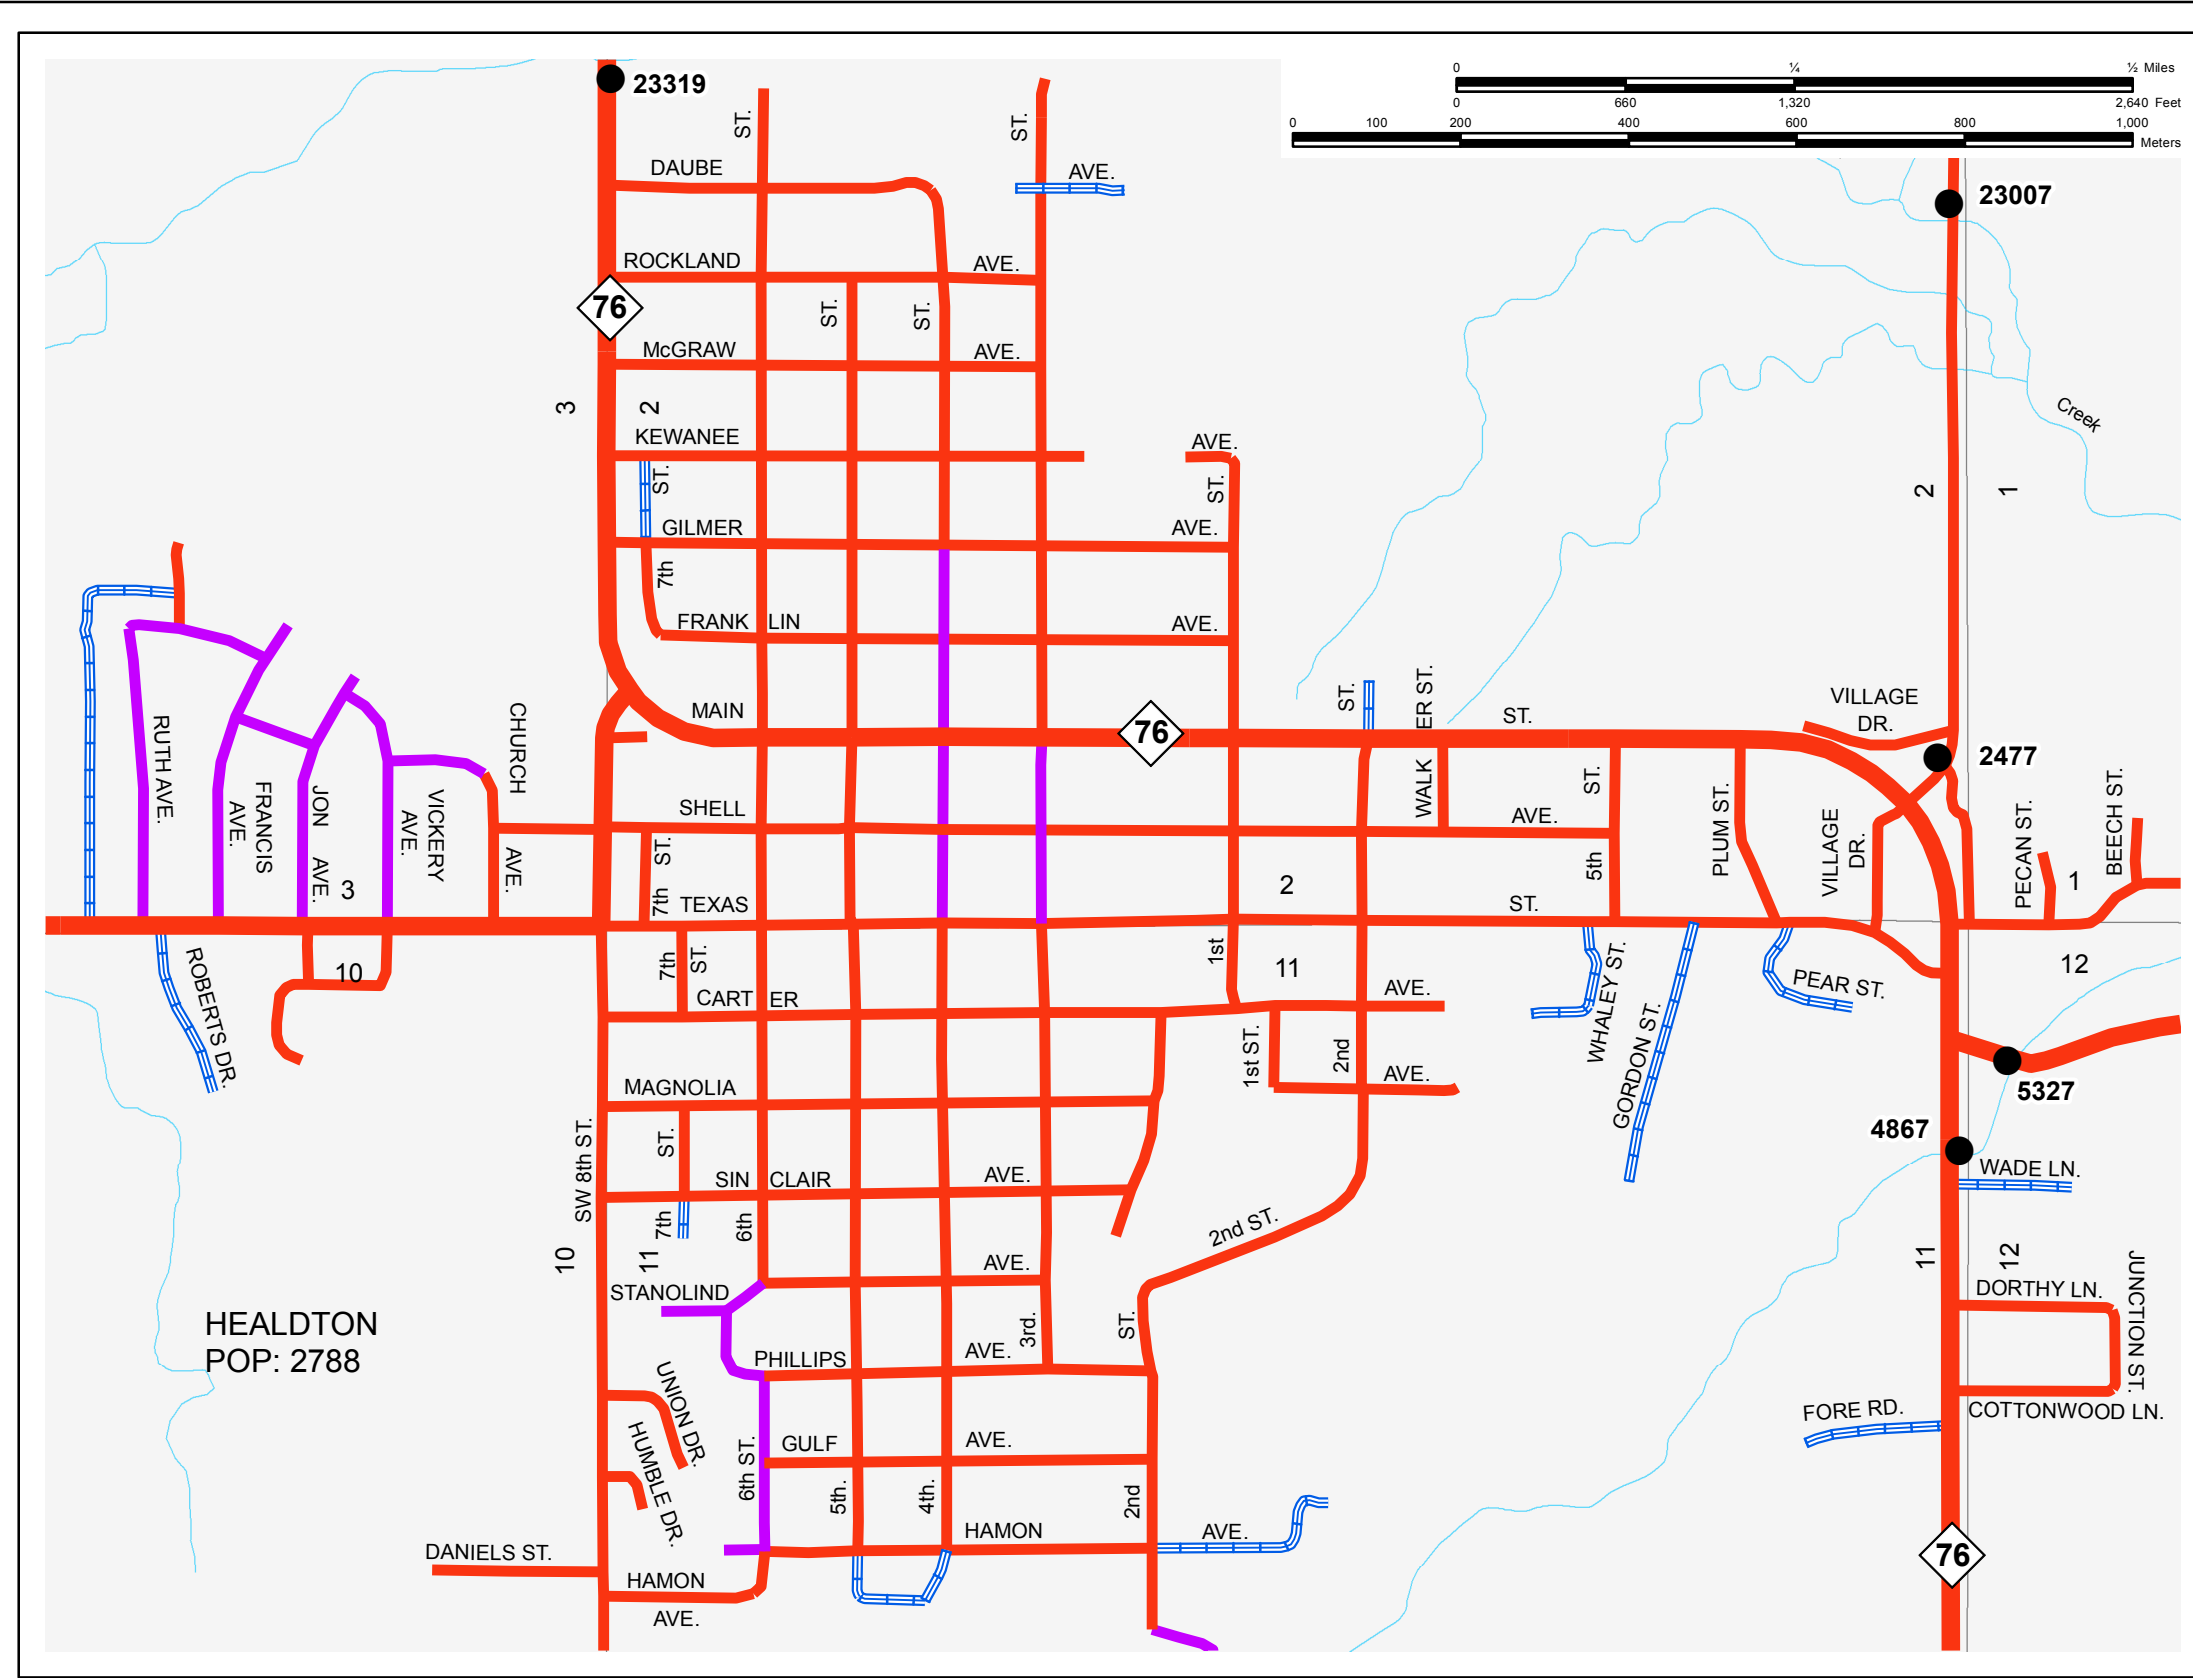 0 ¼ ½ Miles
0 660 1,320 2,640 Feet
0 100 200 400 600 800 1,000
Meters
23319
ST.
ST.
DAUBE
AVE.
23007
ROCKLAND
AVE.
76
ST.
ST.
McGRAW
AVE.
3
2
Creek
KEWANEE
AVE.
ST.
ST.
2
1
GILMER
AVE.
7th
FRANK LIN
AVE.
MAIN
76
ST.
WALK ER ST.
ST.
VILLAGE
DR.
2477
RUTH AVE.
FRANCIS
AVE.
JON AVE.
VICKERY
AVE.
CHURCH
AVE.
SHELL
AVE.
ST.
5th
PLUM ST.
VILLAGE
DR.
PECAN ST.
BEECH ST.
7th ST.
3
2
1
TEXAS
ST.
ROBERTS DR.
10
7th ST.
1st
11
12
WHALEY ST.
GORDON ST.
PEAR ST.
CART ER
AVE.
1st ST.
2nd
5327
MAGNOLIA
AVE.
SW 8th ST.
ST.
4867
WADE LN.
SIN CLAIR
AVE.
7th
6th
2nd ST.
10
11
11
12
STANOLIND
AVE.
DORTHY LN.
JUNCTION ST.
HEALDTON
POP: 2788
3rd.
ST.
PHILLIPS
AVE.
UNION DR.
HUMBLE DR.
FORE RD.
COTTONWOOD LN.
6th ST.
GULF
AVE.
5th.
4th.
2nd
HAMON
AVE.
DANIELS ST.
76
HAMON
AVE.